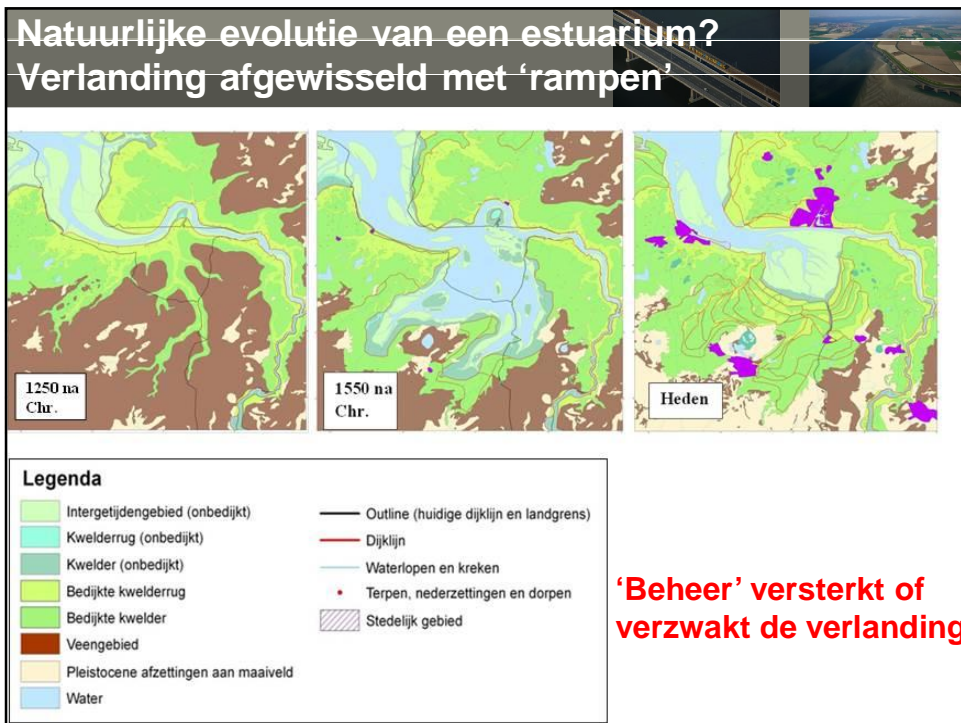 Natuurlijke evolutie van een estuarium?
Verlanding afgewisseld met ‘rampen’
1250 na
Chr.
1550 na
Chr.
Heden
Legenda
Intergetijdengebied (onbedijkt)
Kwelderrug (onbedijkt)
Kwelder (onbedijkt)
Bedijkte kwelderrug
Bedijkte kwelder
Veengebied
Pleistocene afzettingen aan maaiveld
Water
Outline (huidige dijklijn en landgrens)
Dijklijn
Waterlopen en kreken
Terpen, nederzettingen en dorpen
Stedelijk gebied
‘Beheer’ versterkt of
verzwakt de verlanding